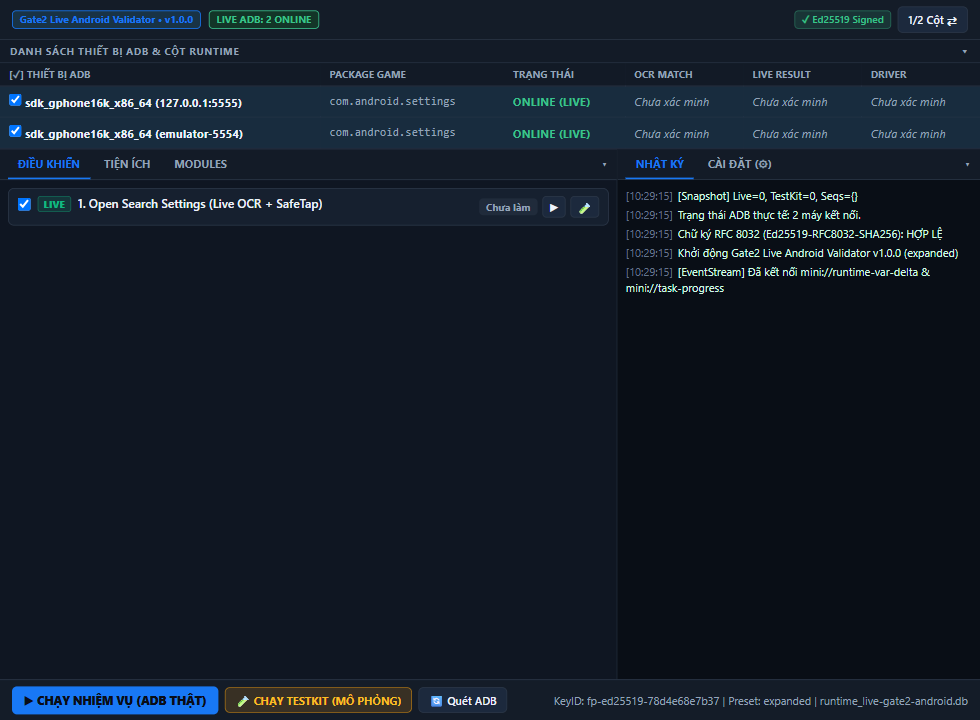 Gate2 Live Android Validator • v1.0.0 LIVE ADB: 2 ONLINE ✓ Ed25519 Signed 1/2 Cột ⇄
DANH SÁCH THIẾT BỊ ADB & CỘT RUNTIME ▾
[✓] THIẾT BỊ ADB PACKAGE GAME TRẠNG THÁI OCR MATCH LIVE RESULT DRIVER
sdk_gphone16k_x86_64 (127.0.0.1:5555) com.android.settings ONLINE (LIVE) Chưa xác minh Chưa xác minh Chưa xác minh
sdk_gphone16k_x86_64 (emulator-5554) com.android.settings ONLINE (LIVE) Chưa xác minh Chưa xác minh Chưa xác minh
ĐIỀU KHIỂN TIỆN ÍCH MODULES ▾
LIVE 1. Open Search Settings (Live OCR + SafeTap) Chưa làm ▶
NHẬT KÝ CÀI ĐẶT (⚙) ▾
[10:29:15] [Snapshot] Live=0, TestKit=0, Seqs={}
[10:29:15] Trạng thái ADB thực tế: 2 máy kết nối.
[10:29:15] Chữ ký RFC 8032 (Ed25519-RFC8032-SHA256): HỢP LỆ
[10:29:15] Khởi động Gate2 Live Android Validator v1.0.0 (expanded)
[10:29:15] [EventStream] Đã kết nối mini://runtime-var-delta &
mini://task-progress
▶ CHẠY NHIỆM VỤ (ADB THẬT) CHẠY TESTKIT (MÔ PHỎNG) Quét ADB KeyID: fp-ed25519-78d4e68e7b37 | Preset: expanded | runtime_live-gate2-android.db